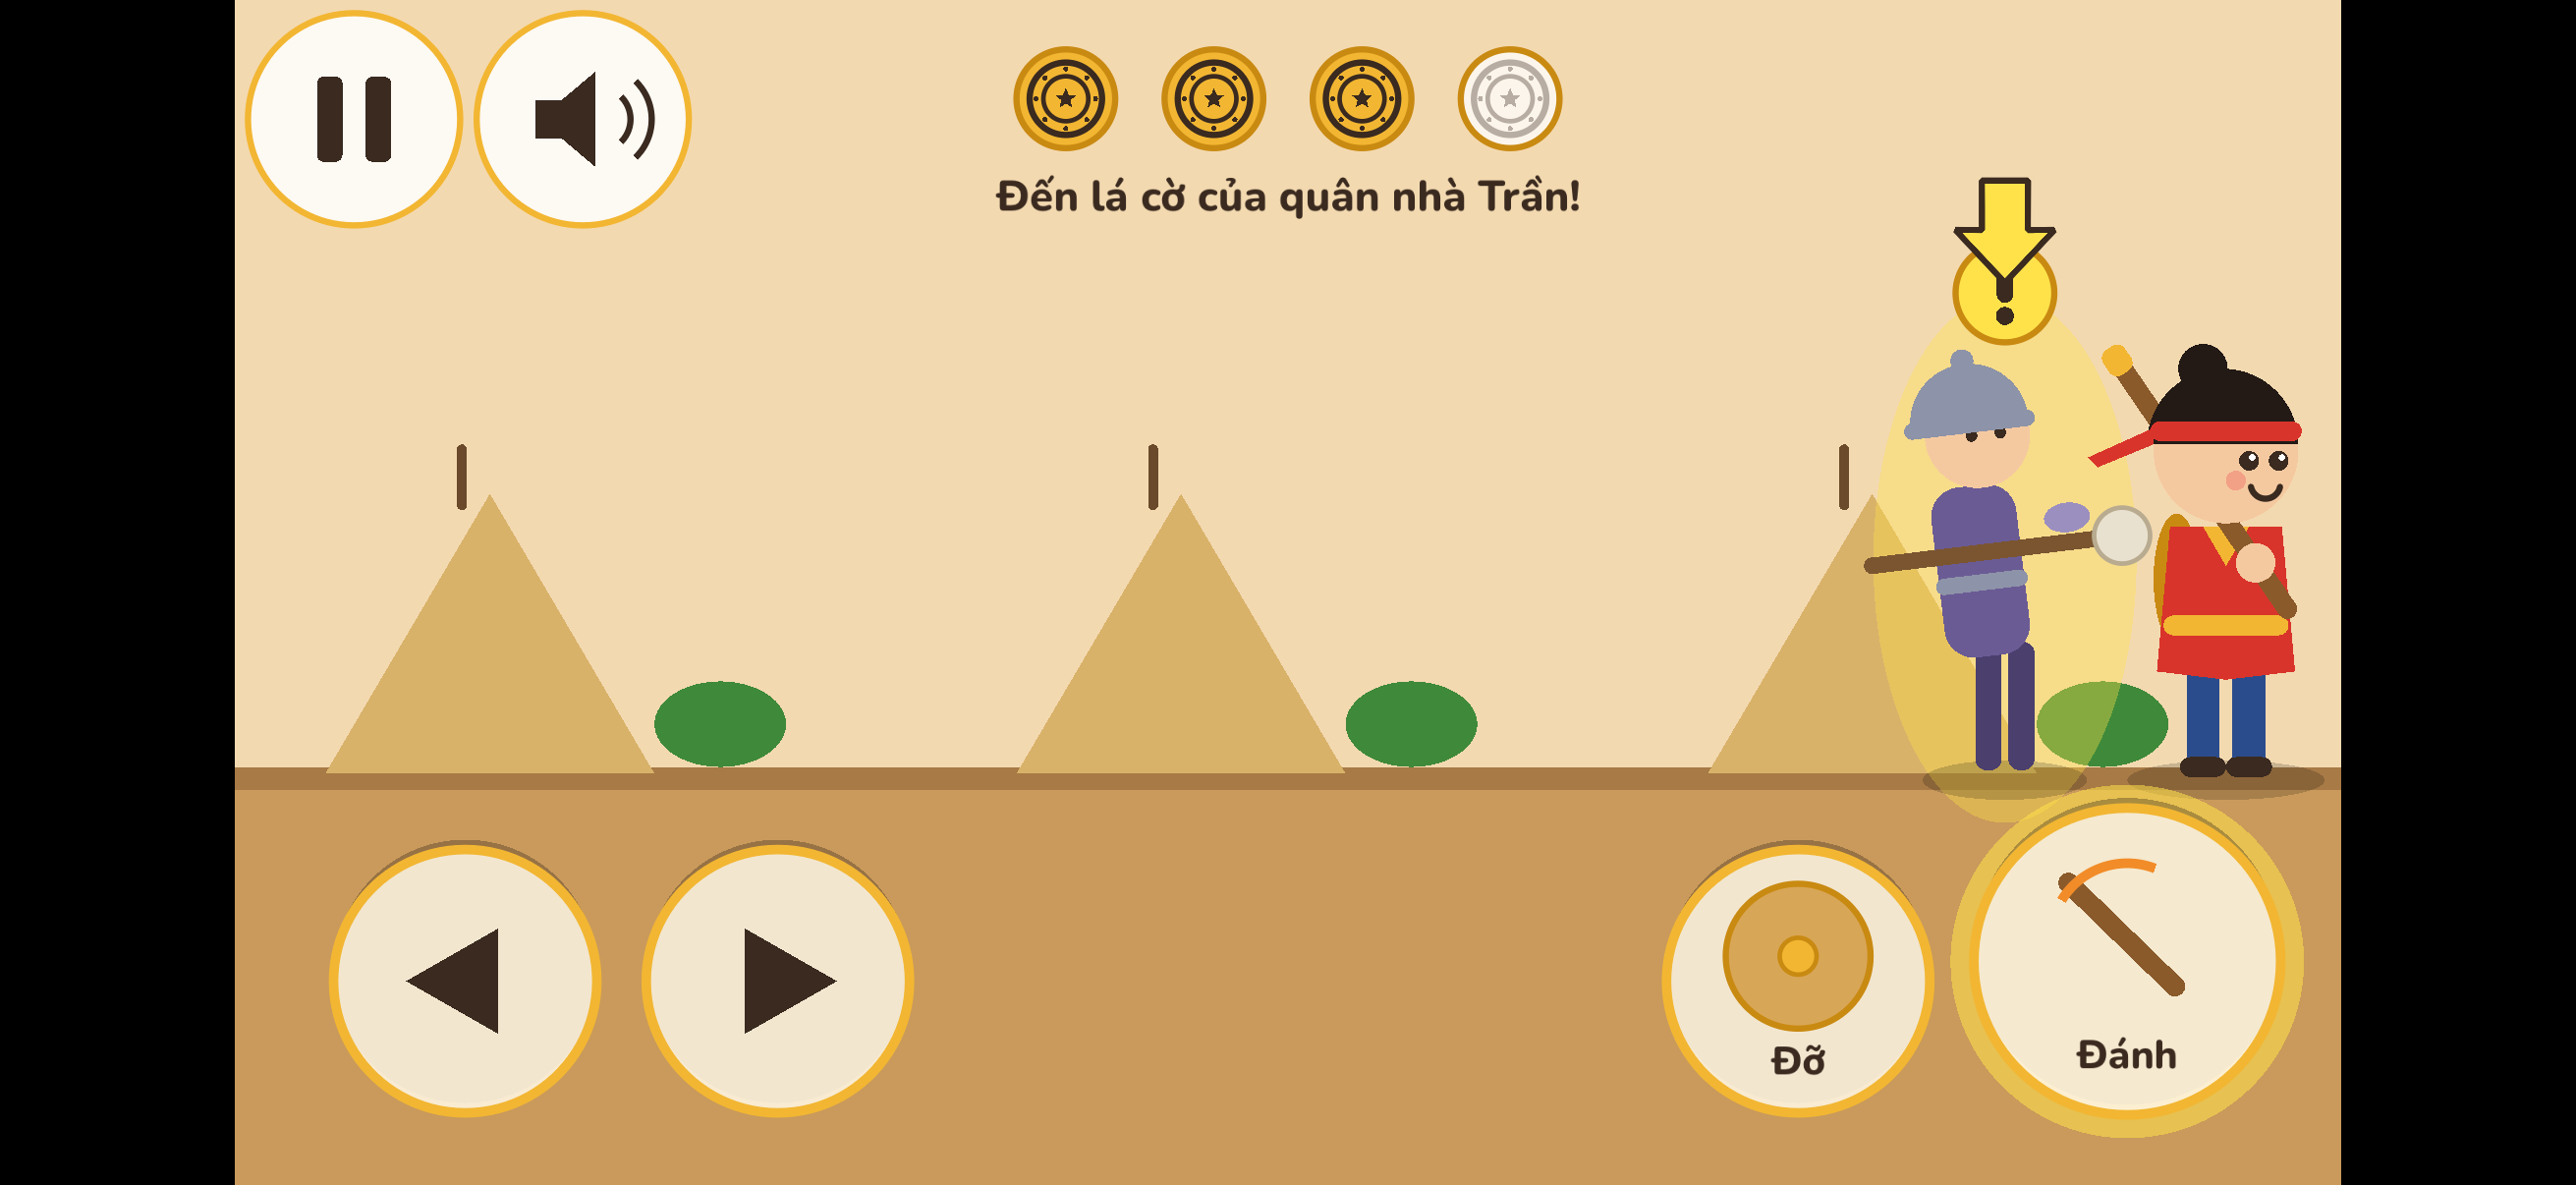 Đến lá cờ của quân nhà Trần!
Đỡ
Đánh